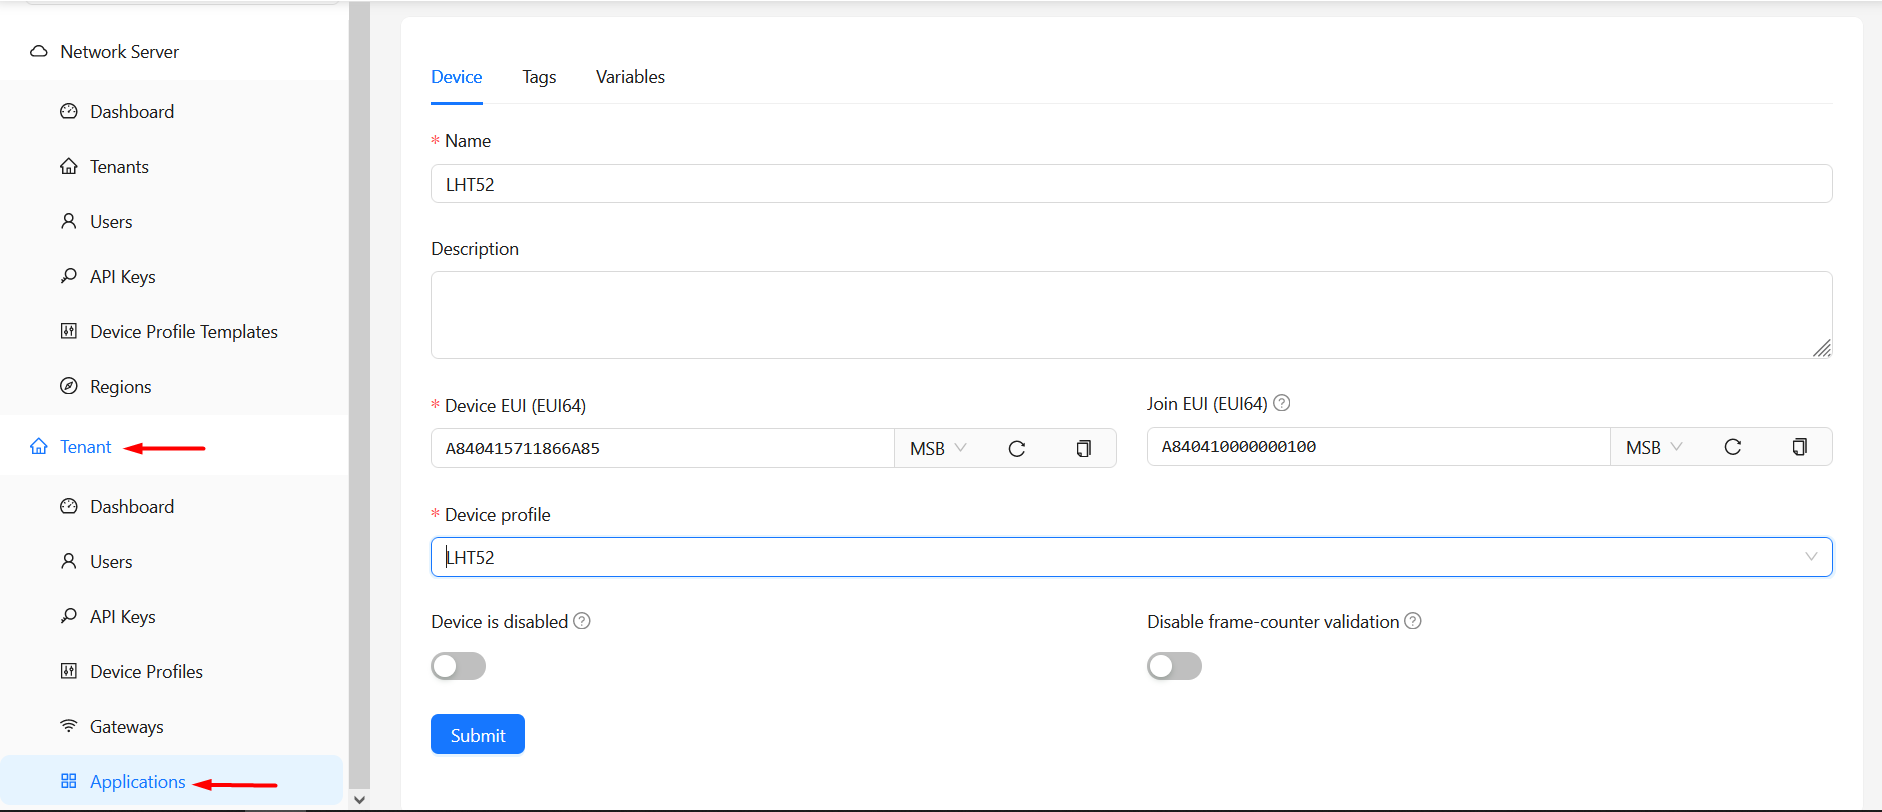 Network Server
Dashboard
Tenants
Users
API Keys
Device Profile Templates
Regions
Tenant
Dashboard
Users
API Keys
Device Profiles
Gateways
Applications
Device Tags Variables
* Name
LHT52
Description
* Device EUI (EUI64)
A840415711866A85 MSB
Join EUI (EUI64)
A840410000000100 MSB
* Device profile
LHT52
Device is disabled
Disable frame-counter validation
Submit